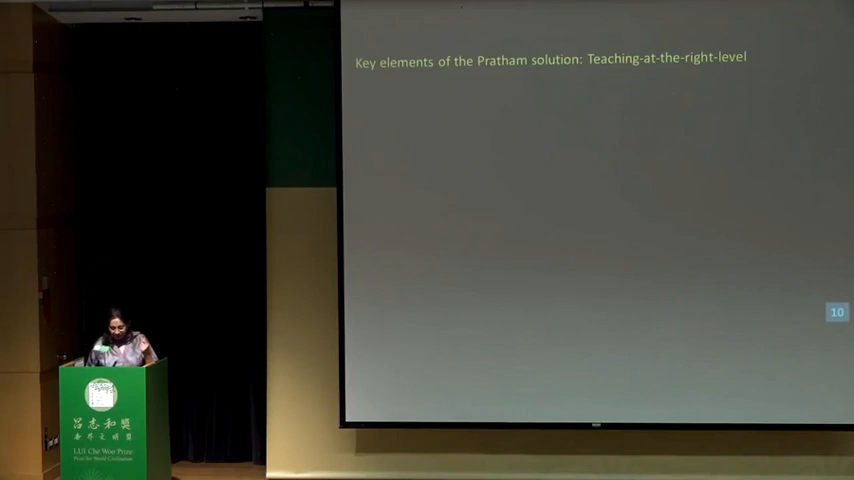 Key elements of the Pratham solution: Teaching-at-the-right-level
10
呂志和獎
世界文明獎
LUI Che Woo Prize
Prize for World Civilisation